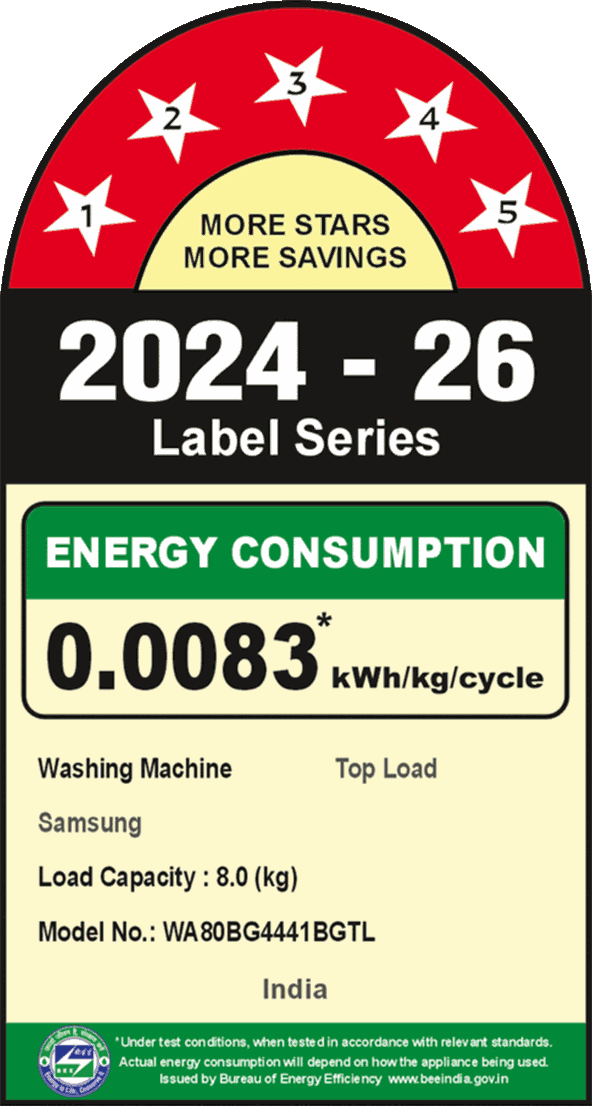 1 2 3 4 5
MORE STARS
MORE SAVINGS
2024 - 26
Label Series
ENERGY CONSUMPTION
0.0083* kWh/kg/cycle
Washing Machine Top Load
Samsung
Load Capacity : 8.0 (kg)
Model No.: WA80BG4441BGTL
India
*Under test conditions, when tested in accordance with relevant standards.
Actual energy consumption will depend on how the appliance being used.
Issued by Bureau of Energy Efficiency www.beeindia.gov.in